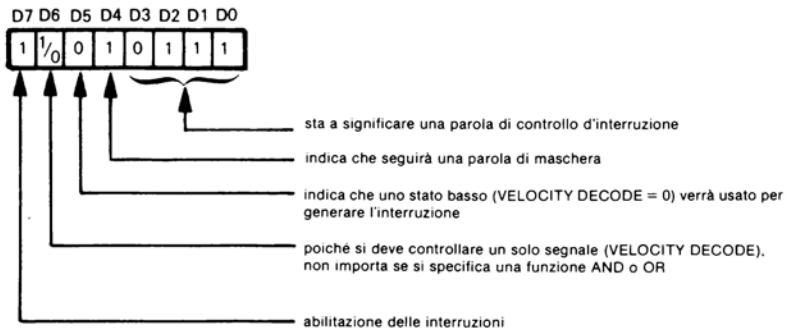 D7 D6 D5 D4 D3 D2 D1 D0
1 1/0 0 1 0 1 1 1
sta a significare una parola di controllo d'interruzione
indica che seguirà una parola di maschera
indica che uno stato basso (VELOCITY DECODE = 0) verrà usato per
generare l'interruzione
poiché si deve controllare un solo segnale (VELOCITY DECODE).
non importa se si specifica una funzione AND o OR
abilitazione delle interruzioni